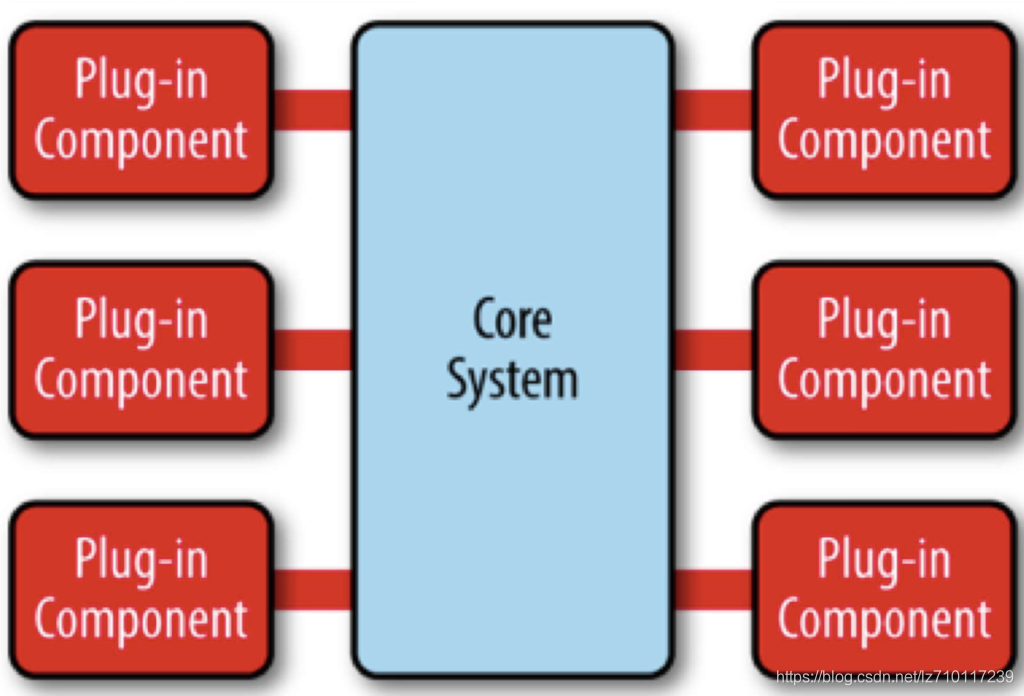 Plug-in
Component
Plug-in
Component
Plug-in
Component
Core
System
Plug-in
Component
Plug-in
Component
Plug-in
Component
https://blog.csdn.net/lz710117239